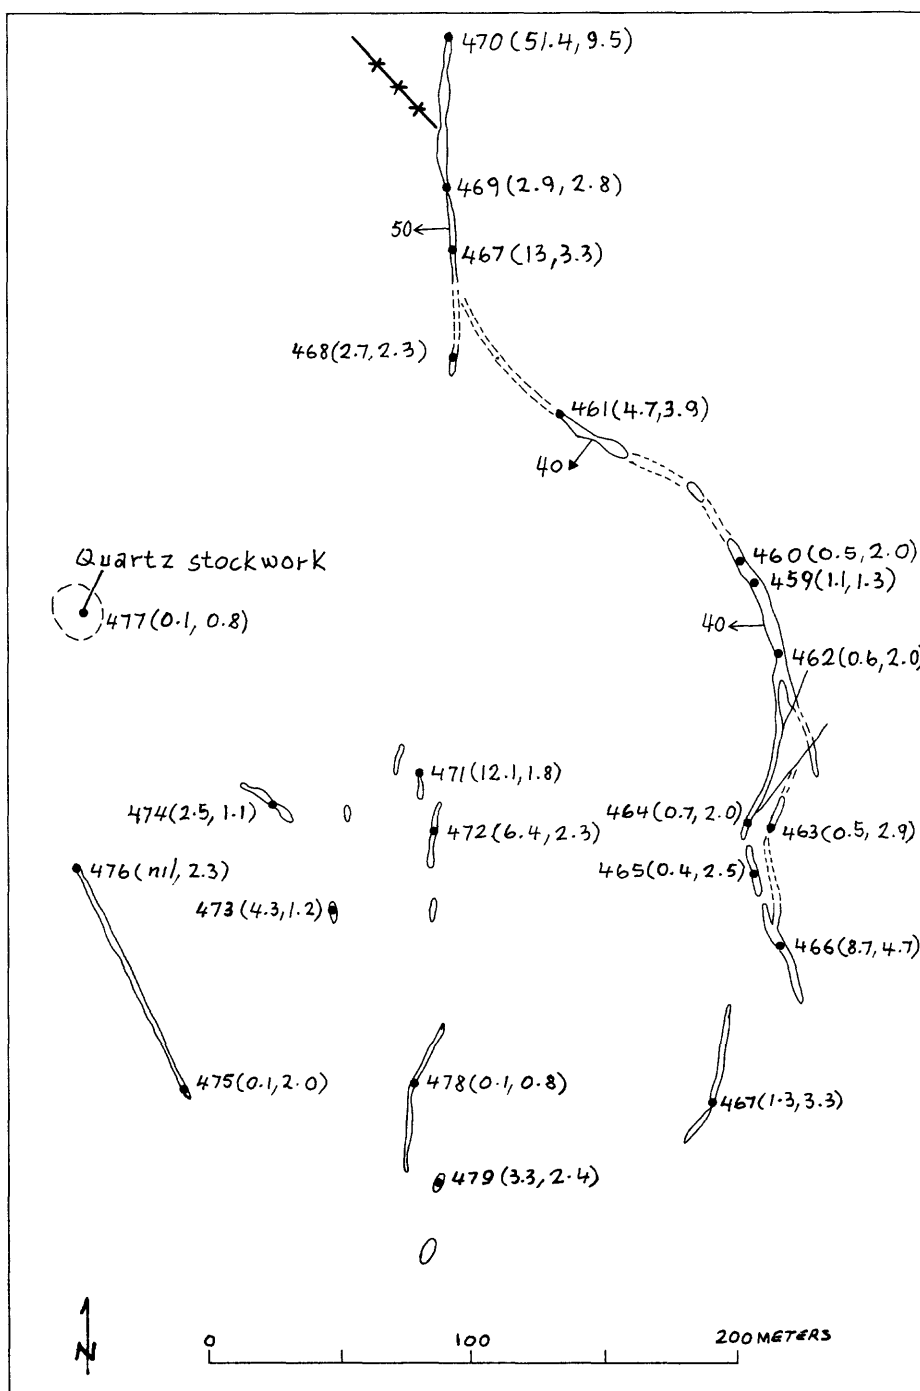 470 (51.4, 9.5)
469 (2.9, 2.8)
50
467 (13, 3.3)
468 (2.7, 2.3)
461 (4.7, 3.9)
40
Quartz stockwork
460 (0.5, 2.0)
459 (1.1, 1.3)
477 (0.1, 0.8)
40
462 (0.6, 2.0)
471 (12.1, 1.8)
474 (2.5, 1.1)
464 (0.7, 2.0)
472 (6.4, 2.3)
463 (0.5, 2.9)
476 (nil, 2.3)
465 (0.4, 2.5)
473 (4.3, 1.2)
466 (8.7, 4.7)
475 (0.1, 2.0)
478 (0.1, 0.8)
467 (1.3, 3.3)
479 (3.3, 2.4)
N
0 100 200 METERS